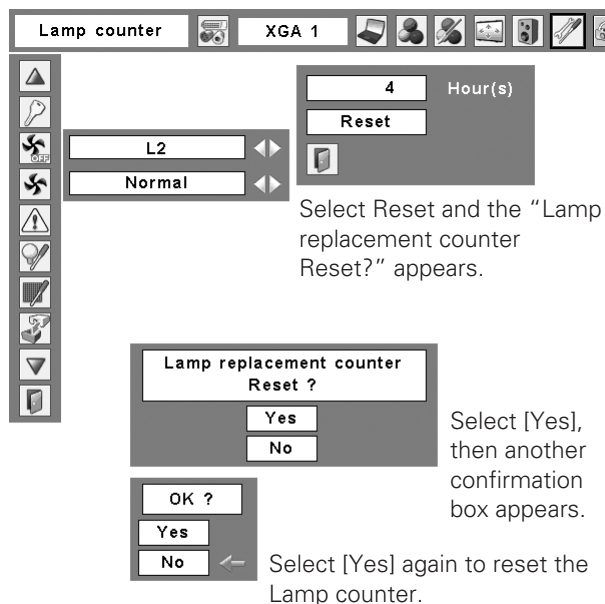 Lamp counter
XGA 1
4 Hour(s)
Reset
OFF
L2
Normal
Select Reset and the “Lamp
replacement counter
Reset?” appears.
Lamp replacement counter
Reset ?
Yes
No
Select [Yes],
then another
confirmation
box appears.
OK ?
Yes
No
Select [Yes] again to reset the
Lamp counter.